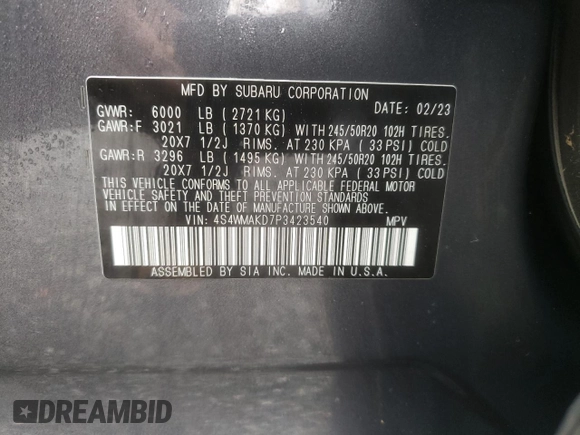 MFD BY SUBARU CORPORATION
GVWR: 6000 LB ( 2721 KG) DATE: 02/23
GAWR:F 3021 LB ( 1370 KG) WITH 245/50R20 102H TIRES.
20X7 1/2J RIMS. AT 230 KPA ( 33 PSI) COLD
GAWR:R 3296 LB ( 1495 KG) WITH 245/50R20 102H TIRES.
20X7 1/2J RIMS. AT 230 KPA ( 33 PSI) COLD
THIS VEHICLE CONFORMS TO ALL APPLICABLE FEDERAL MOTOR
VEHICLE SAFETY AND THEFT PREVENTION STANDARDS
IN EFFECT ON THE DATE OF MANUFACTURE SHOWN ABOVE.
VIN: 4S4WMAKD7P3423540 MPV
ASSEMBLED BY SIA INC. MADE IN U.S.A.
DREAMBID